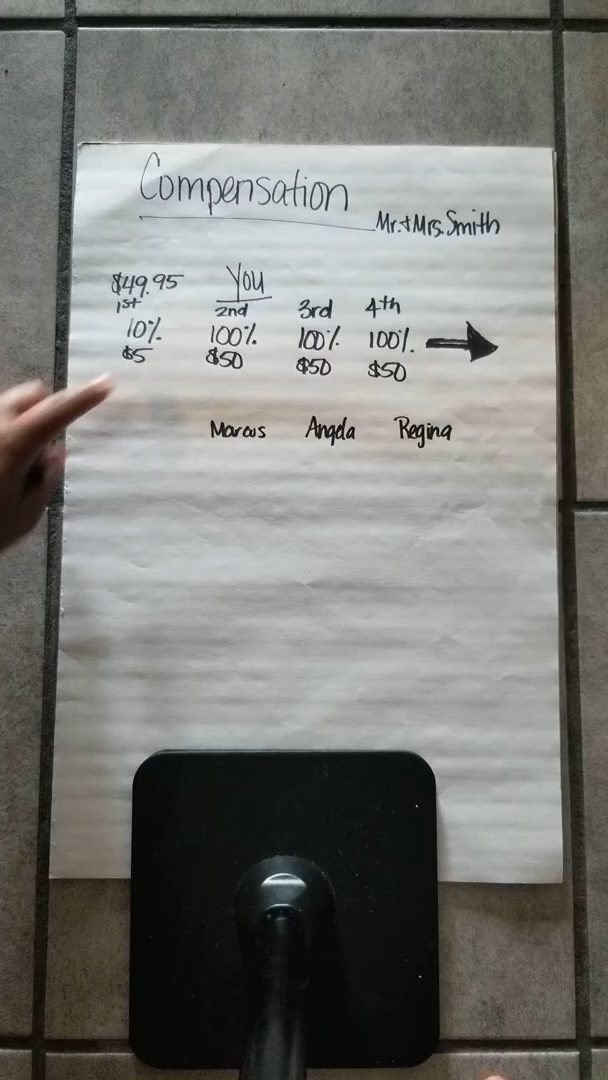 Compensation
Mr. + Mrs. Smith
$49.95 You
1st 2nd 3rd 4th
10% 100% 100% 100%
$5 $50 $50 $50
Marcus Angela Regina